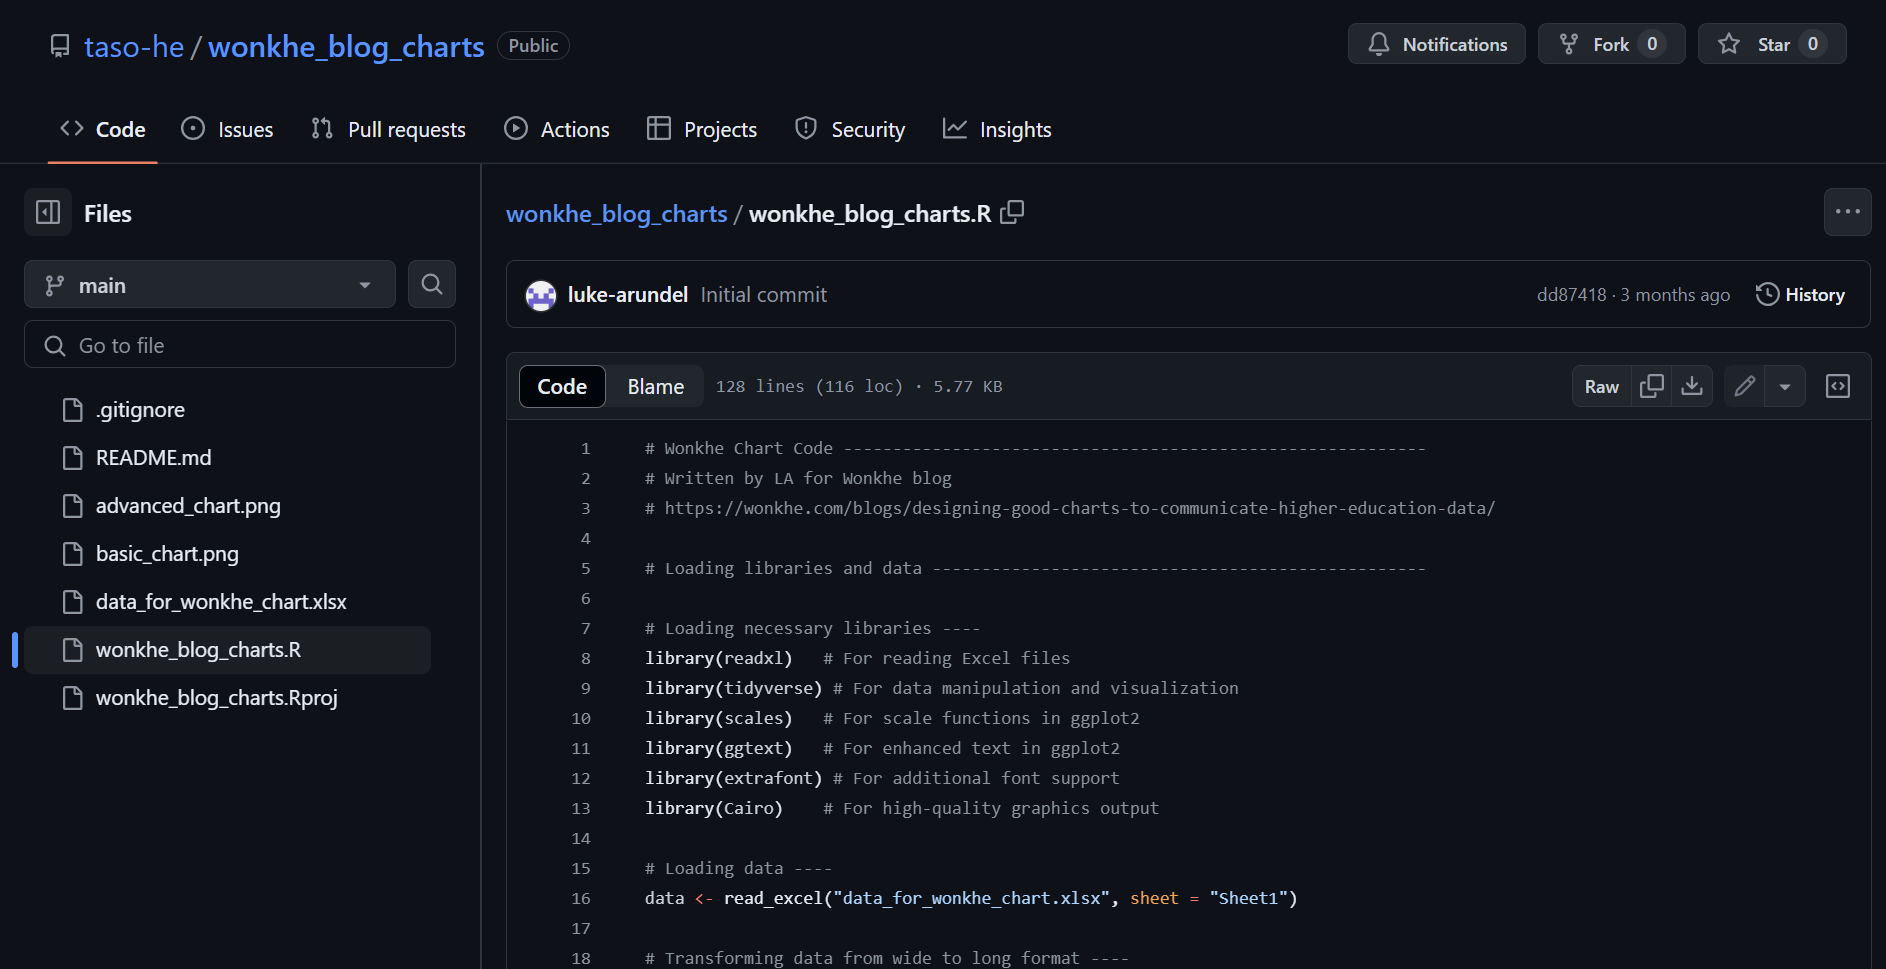 taso-he / wonkhe_blog_charts Public
Notifications Fork 0 Star 0
Code Issues Pull requests Actions Projects Security Insights
Files
main
Go to file
.gitignore
README.md
advanced_chart.png
basic_chart.png
data_for_wonkhe_chart.xlsx
wonkhe_blog_charts.R
wonkhe_blog_charts.Rproj
wonkhe_blog_charts / wonkhe_blog_charts.R
luke-arundel Initial commit dd87418 · 3 months ago History
Code Blame 128 lines (116 loc) · 5.77 KB Raw
1 # Wonkhe Chart Code -----------------------------------------------------------
2 # Written by LA for Wonkhe blog
3 # https://wonkhe.com/blogs/designing-good-charts-to-communicate-higher-education-data/
4
5 # Loading libraries and data --------------------------------------------------
6
7 # Loading necessary libraries ----
8 library(readxl)   # For reading Excel files
9 library(tidyverse) # For data manipulation and visualization
10 library(scales)   # For scale functions in ggplot2
11 library(ggtext)   # For enhanced text in ggplot2
12 library(extrafont) # For additional font support
13 library(Cairo)    # For high-quality graphics output
14
15 # Loading data ----
16 data <- read_excel("data_for_wonkhe_chart.xlsx", sheet = "Sheet1")
17
18 # Transforming data from wide to long format ----